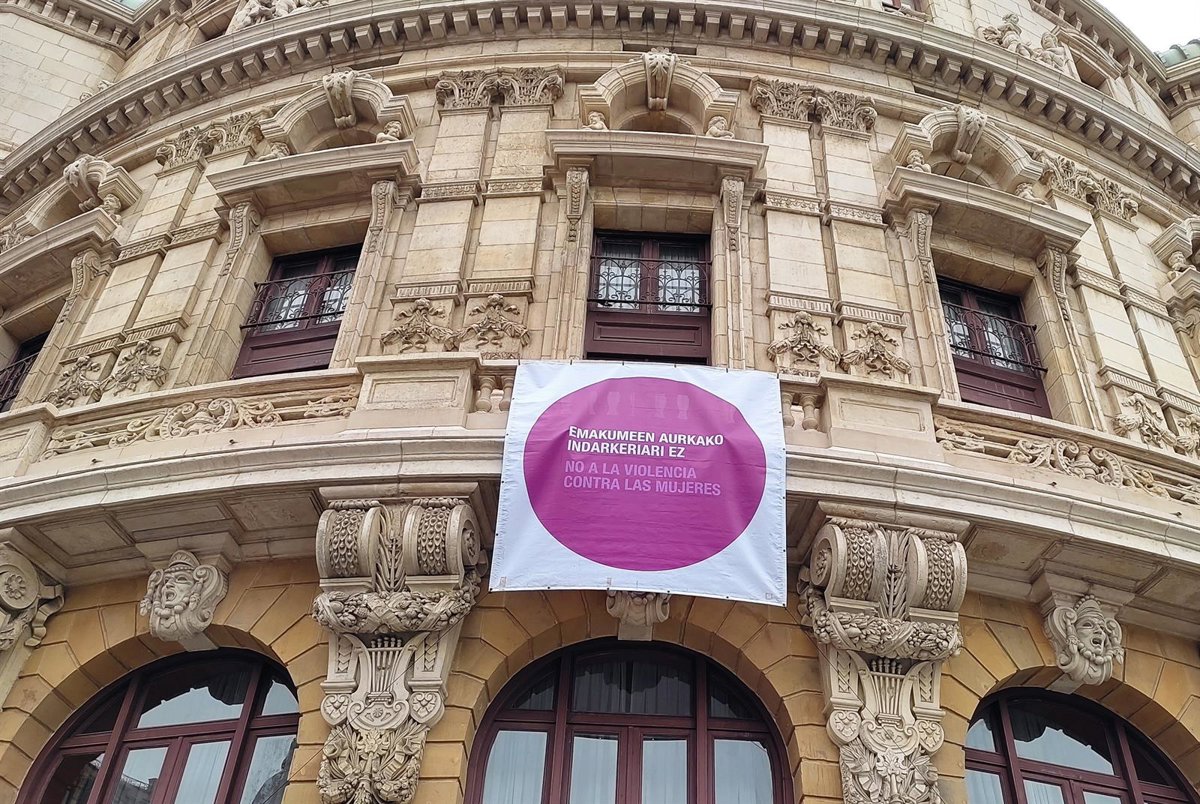 EMAKUMEEN AURKAKO
INDARKERIARI EZ
NO A LA VIOLENCIA
CONTRA LAS MUJERES